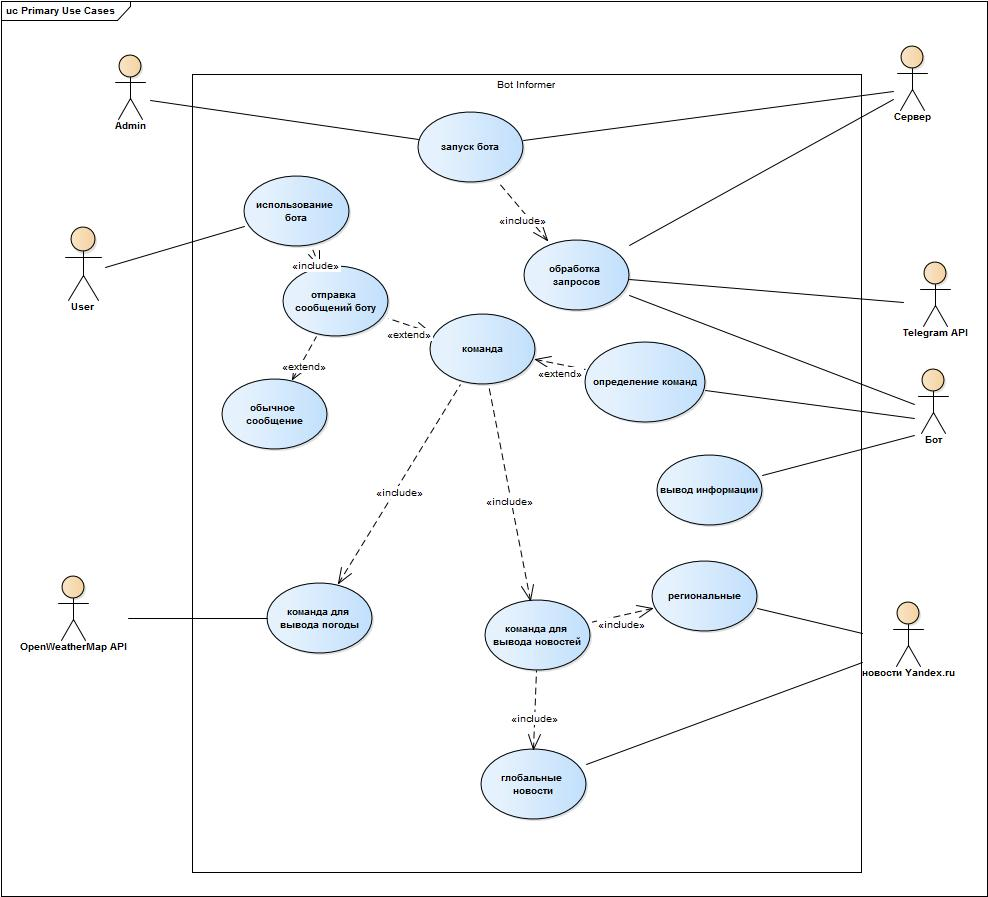 uc Primary Use Cases
Bot Informer
Admin
Сервер
запуск бота
использование
бота
«include»
User
«include»
обработка
запросов
отправка
сообщений боту
Telegram API
«extend»
команда
«extend»
определение команд
«extend»
обычное
сообщение
Бот
«include»
«include»
вывод информации
OpenWeatherMap API
команда для
вывода погоды
команда для
вывода новостей
«include»
региональные
новости Yandex.ru
«include»
глобальные
новости